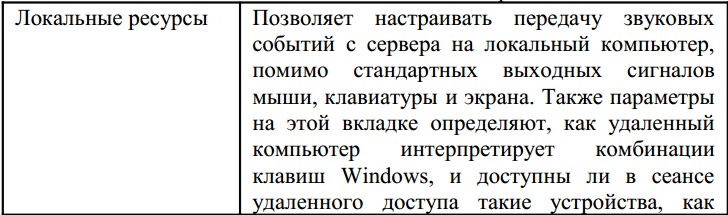 Локальные ресурсы
Позволяет настраивать передачу звуковых
событий с сервера на локальный компьютер,
помимо стандартных выходных сигналов
мыши, клавиатуры и экрана. Также параметры
на этой вкладке определяют, как удаленный
компьютер интерпретирует комбинации
клавиш Windows, и доступны ли в сеансе
удаленного доступа такие устройства, как